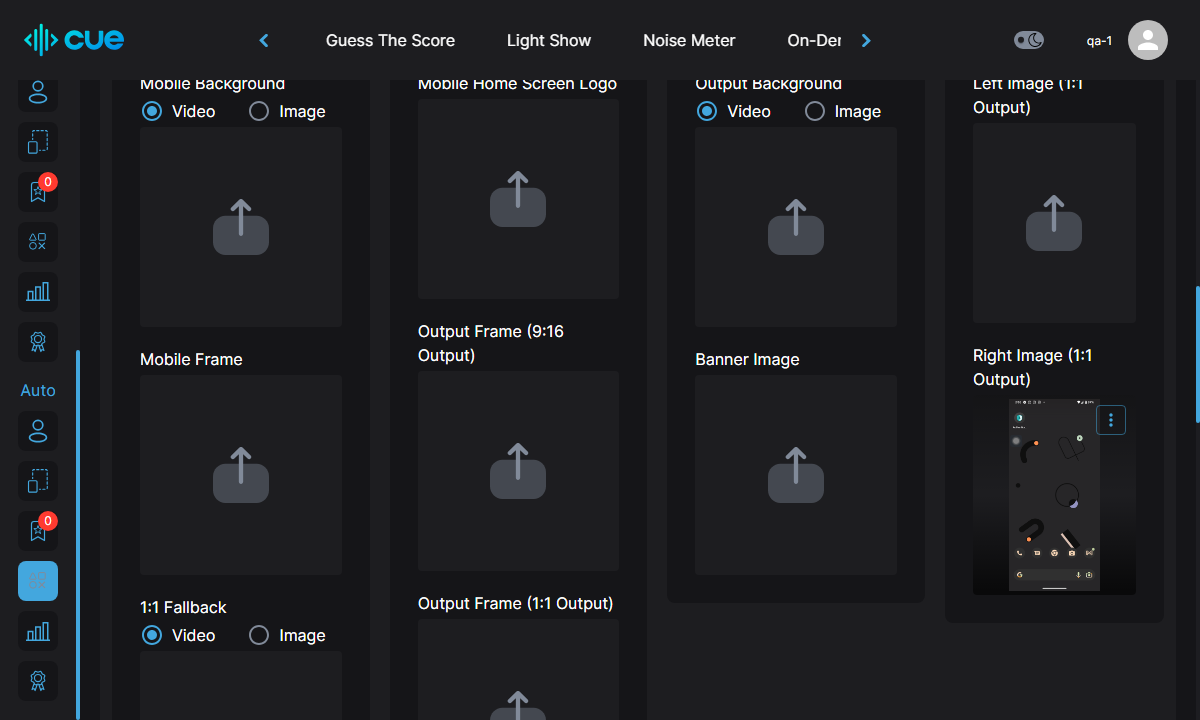 cue
Guess The Score
Light Show
Noise Meter
On-Der
qa-1
0
Auto
0
Mobile Background
Video
Image
Mobile Frame
1:1 Fallback
Video
Image
Mobile Home Screen Logo
Output Frame (9:16
Output)
Output Frame (1:1 Output)
Output Background
Video
Image
Banner Image
Left Image (1:1
Output)
Right Image (1:1
Output)